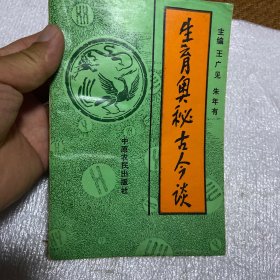 主编 王广见 朱年有
生育奥秘古今谈
中原农民出版社